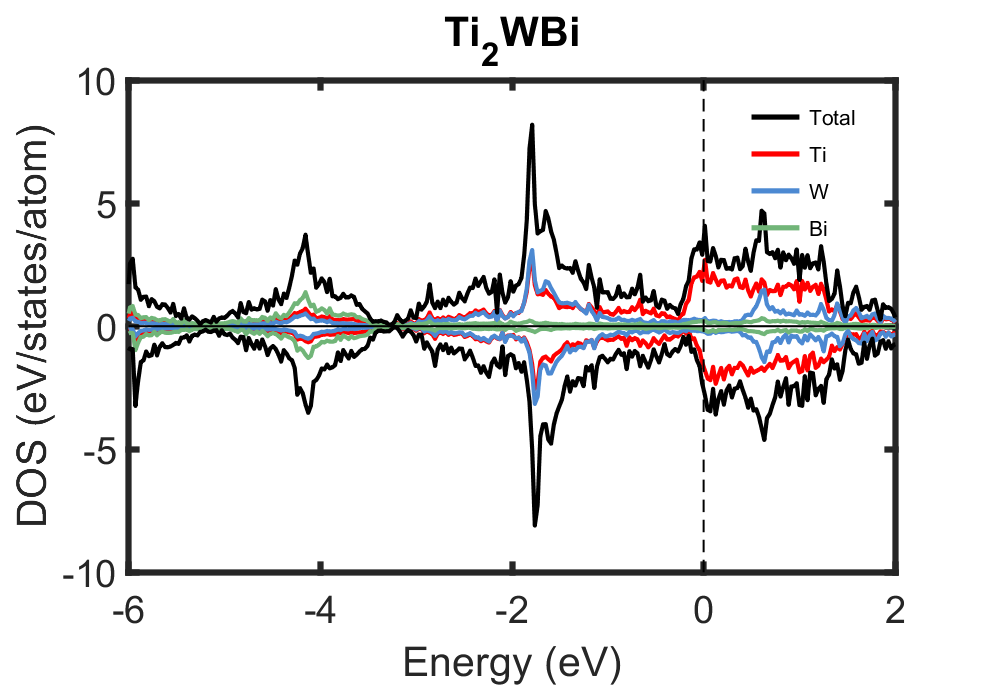 Ti2WBi
DOS (eV/states/atom)
10
5
0
-5
-10
Total
Ti
W
Bi
-6
-4
-2
0
2
Energy (eV)